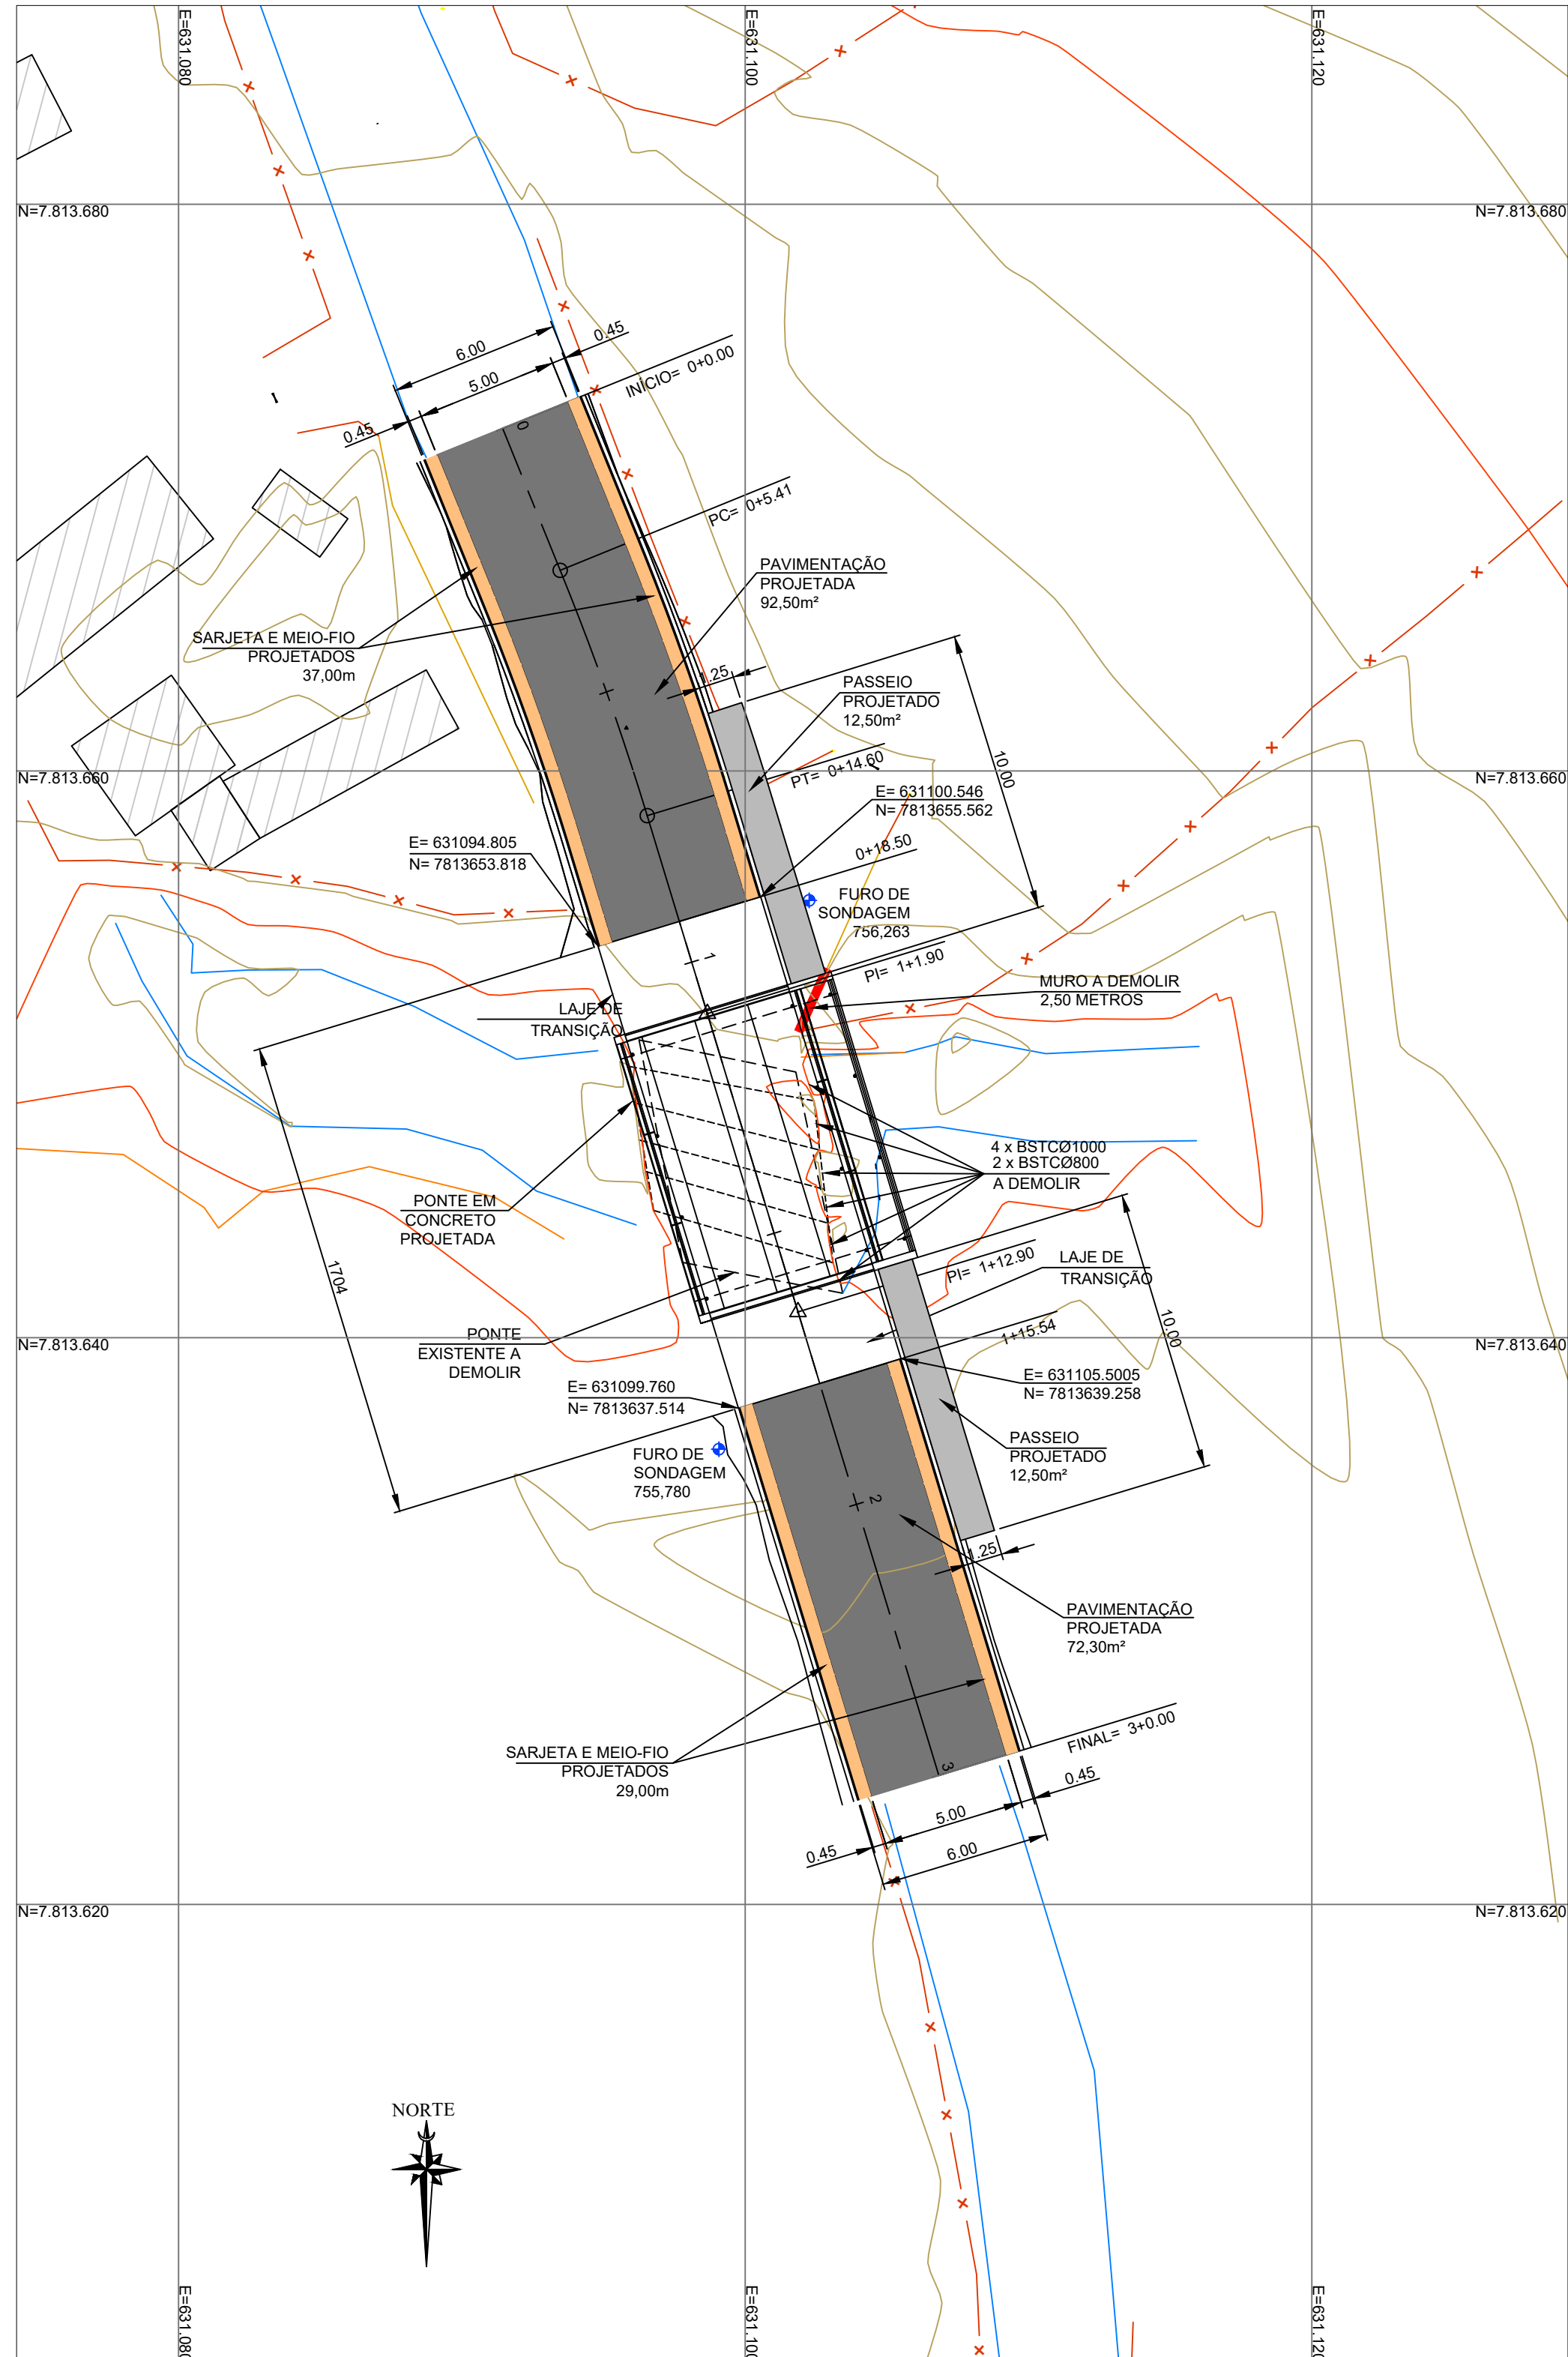 E=631.080
E=631.100
E=631.120
N=7.813.680
N=7.813.680
6.00
0.45
5.00
0.45
INÍCIO= 0+0.00
0
PC= 0+5.41
PAVIMENTAÇÃO
PROJETADA
92,50m²
SARJETA E MEIO-FIO
PROJETADOS
37,00m
.25
PASSEIO
PROJETADO
12,50m²
10.00
N=7.813.660
N=7.813.660
PT= 0+14.60
E= 631100.546
N= 7813655.562
E= 631094.805
N= 7813653.818
0+18.50
FURO DE
SONDAGEM
756,263
1
PI= 1+1.90
MURO A DEMOLIR
2,50 METROS
LAJE DE
TRANSIÇÃO
4 x BSTCØ1000
2 x BSTCØ800
A DEMOLIR
PONTE EM
CONCRETO
PROJETADA
1704
PI= 1+12.90
LAJE DE
TRANSIÇÃO
10.00
1+15.54
PONTE
EXISTENTE A
DEMOLIR
N=7.813.640
N=7.813.640
E= 631105.5005
N= 7813639.258
E= 631099.760
N= 7813637.514
PASSEIO
PROJETADO
12,50m²
FURO DE
SONDAGEM
755,780
2
1.25
PAVIMENTAÇÃO
PROJETADA
72,30m²
SARJETA E MEIO-FIO
PROJETADOS
29,00m
FINAL= 3+0.00
3
0.45
5.00
0.45
6.00
N=7.813.620
N=7.813.620
NORTE
E=631.080
E=631.100
E=631.120